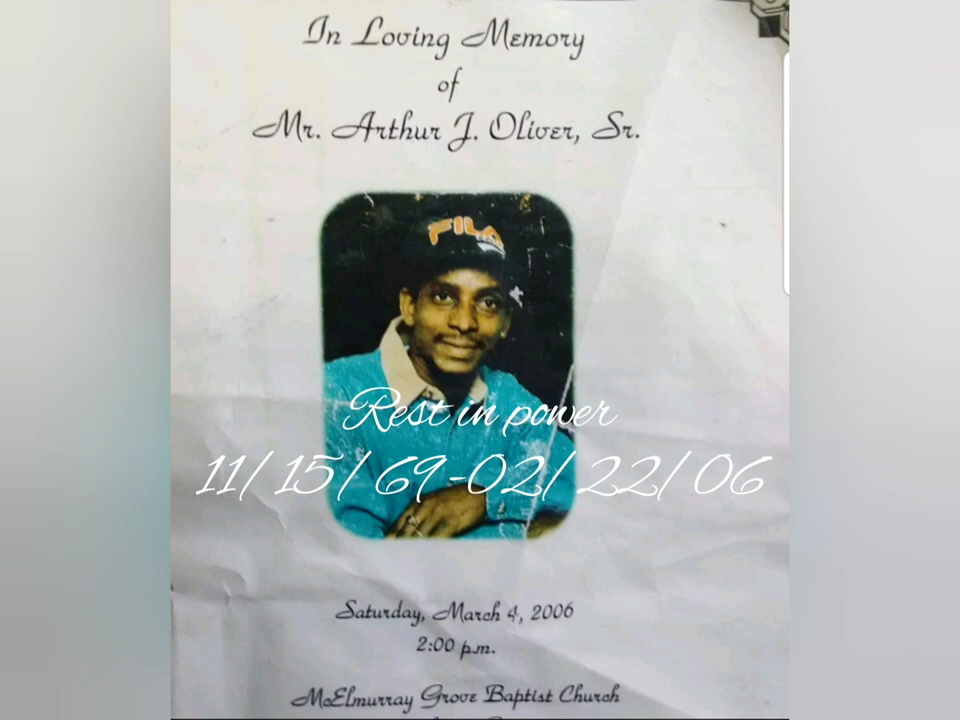 In Loving Memory
of
Mr. Arthur J. Oliver, Sr.
FILA
Rest in power
11/15/69-02/22/06
Saturday, March 4, 2006
2:00 p.m.
McElmurray Grove Baptist Church